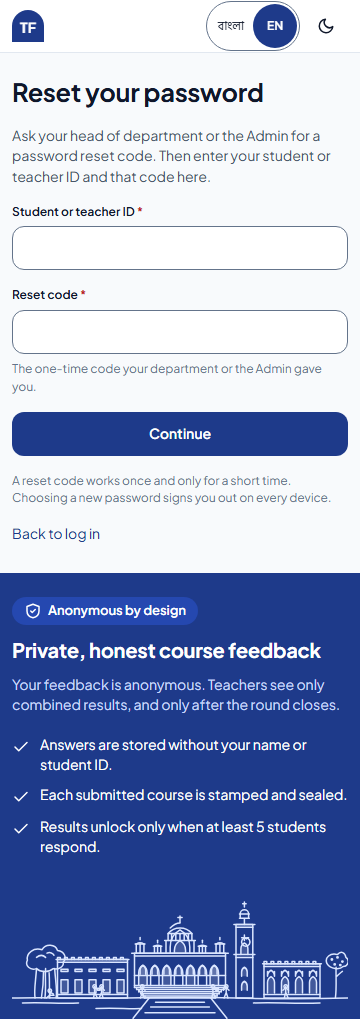 TF
বাংলা
EN
Reset your password
Ask your head of department or the Admin for a
password reset code. Then enter your student or
teacher ID and that code here.
Student or teacher ID *
Reset code *
The one-time code your department or the Admin gave
you.
Continue
A reset code works once and only for a short time.
Choosing a new password signs you out on every device.
Back to log in
Anonymous by design
Private, honest course feedback
Your feedback is anonymous. Teachers see only
combined results, and only after the round closes.
Answers are stored without your name or
student ID.
Each submitted course is stamped and sealed.
Results unlock only when at least 5 students
respond.